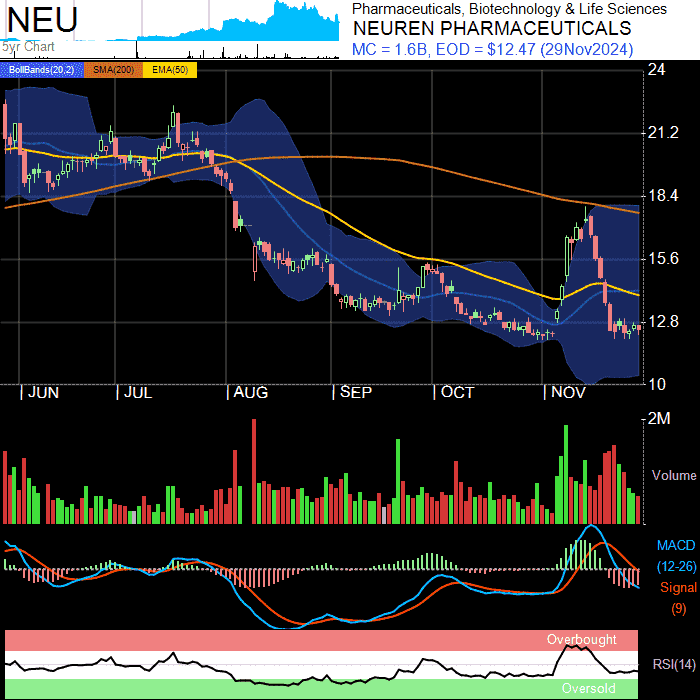 NEU
5yr Chart
Pharmaceuticals, Biotechnology & Life Sciences
NEUREN PHARMACEUTICALS
MC = 1.6B, EOD = $12.47 (29Nov2024)
BollBands(20,2) SMA(200) EMA(50)
24
21.2
18.4
15.6
12.8
10
JUN JUL AUG SEP OCT NOV
2M
Volume
MACD
(12-26)
Signal
(9)
Overbought
RSI(14)
Oversold